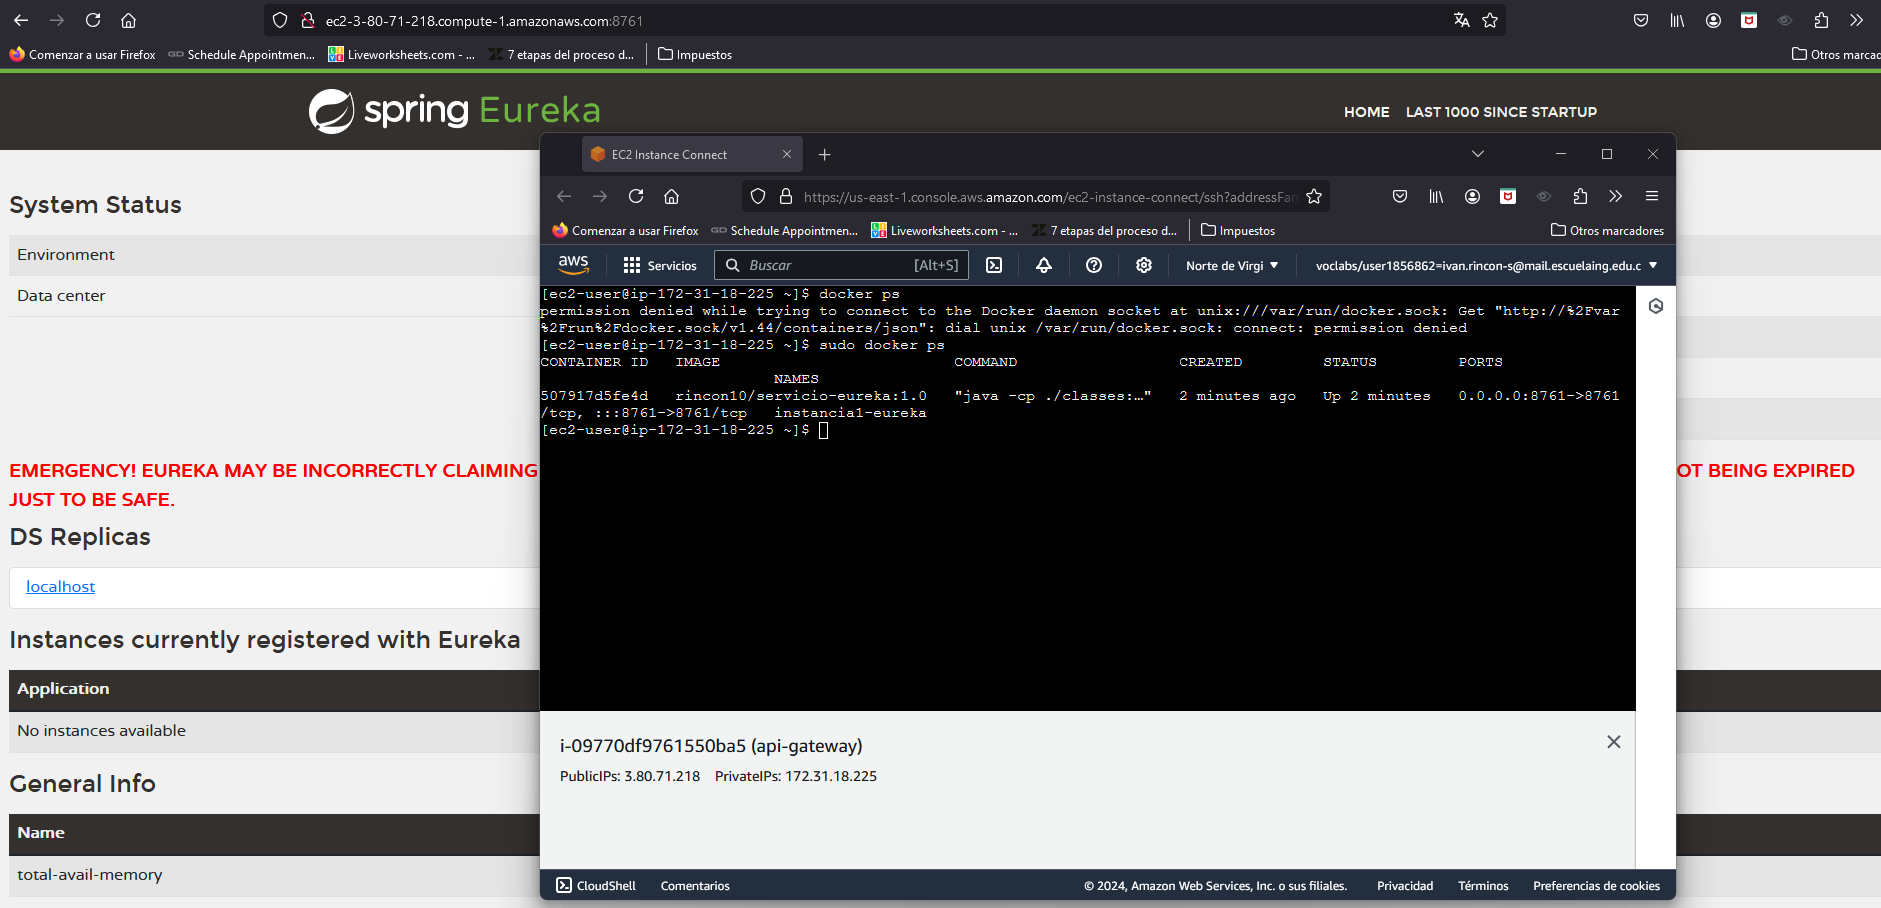 ec2-3-80-71-218.compute-1.amazonaws.com:8761
Comenzar a usar Firefox
Schedule Appointmen...
Liveworksheets.com - ...
7 etapas del proceso d...
Impuestos
Otros marcad
spring Eureka
HOME
LAST 1000 SINCE STARTUP
System Status
Environment
Data center
EMERGENCY! EUREKA MAY BE INCORRECTLY CLAIMING
OT BEING EXPIRED
JUST TO BE SAFE.
DS Replicas
localhost
Instances currently registered with Eureka
Application
No instances available
General Info
Name
total-avail-memory
EC2 Instance Connect
https://us-east-1.console.aws.amazon.com/ec2-instance-connect/ssh?addressFam
Comenzar a usar Firefox
Schedule Appointmen...
LIVE
Liveworksheets.com - ...
7 etapas del proceso d...
Impuestos
Otros marcadores
aws
Servicios
Buscar
[Alt+S]
Norte de Virgi
voclabs/user1856862=ivan.rincon-s@mail.escuelaing.edu.c
[ec2-user@ip-172-31-18-225 ~]$ docker ps
permission denied while trying to connect to the Docker daemon socket at unix:///var/run/docker.sock: Get "http://%2Fvar
%2Frun%2Fdocker.sock/v1.44/containers/json": dial unix /var/run/docker.sock: connect: permission denied
[ec2-user@ip-172-31-18-225 ~]$ sudo docker ps
CONTAINER ID   IMAGE                          COMMAND                  CREATED         STATUS         PORTS
NAMES
507917d5fe4d   rincon10/servicio-eureka:1.0   "java -cp ./classes:…"   2 minutes ago   Up 2 minutes   0.0.0.0:8761->8761
/tcp, :::8761->8761/tcp   instancia1-eureka
[ec2-user@ip-172-31-18-225 ~]$
i-09770df9761550ba5 (api-gateway)
PublicIPs: 3.80.71.218    PrivateIPs: 172.31.18.225
CloudShell
Comentarios
© 2024, Amazon Web Services, Inc. o sus filiales.
Privacidad
Términos
Preferencias de cookies